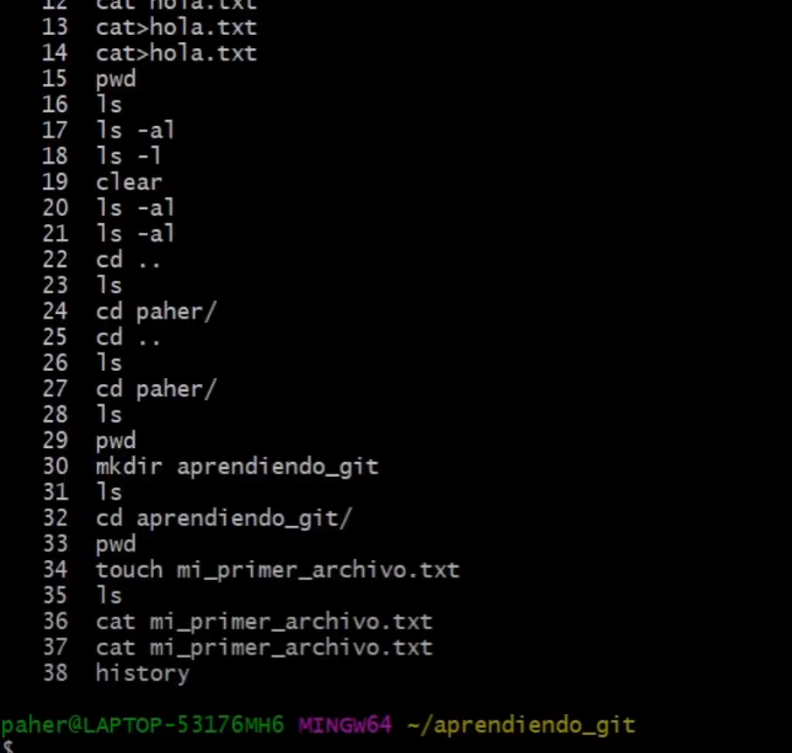 12 cat hola.txt
13 cat>hola.txt
14 cat>hola.txt
15 pwd
16 ls
17 ls -al
18 ls -l
19 clear
20 ls -al
21 ls -al
22 cd ..
23 ls
24 cd paher/
25 cd ..
26 ls
27 cd paher/
28 ls
29 pwd
30 mkdir aprendiendo_git
31 ls
32 cd aprendiendo_git/
33 pwd
34 touch mi_primer_archivo.txt
35 ls
36 cat mi_primer_archivo.txt
37 cat mi_primer_archivo.txt
38 history
paher@LAPTOP-53176MH6 MINGW64 ~/aprendiendo_git
$